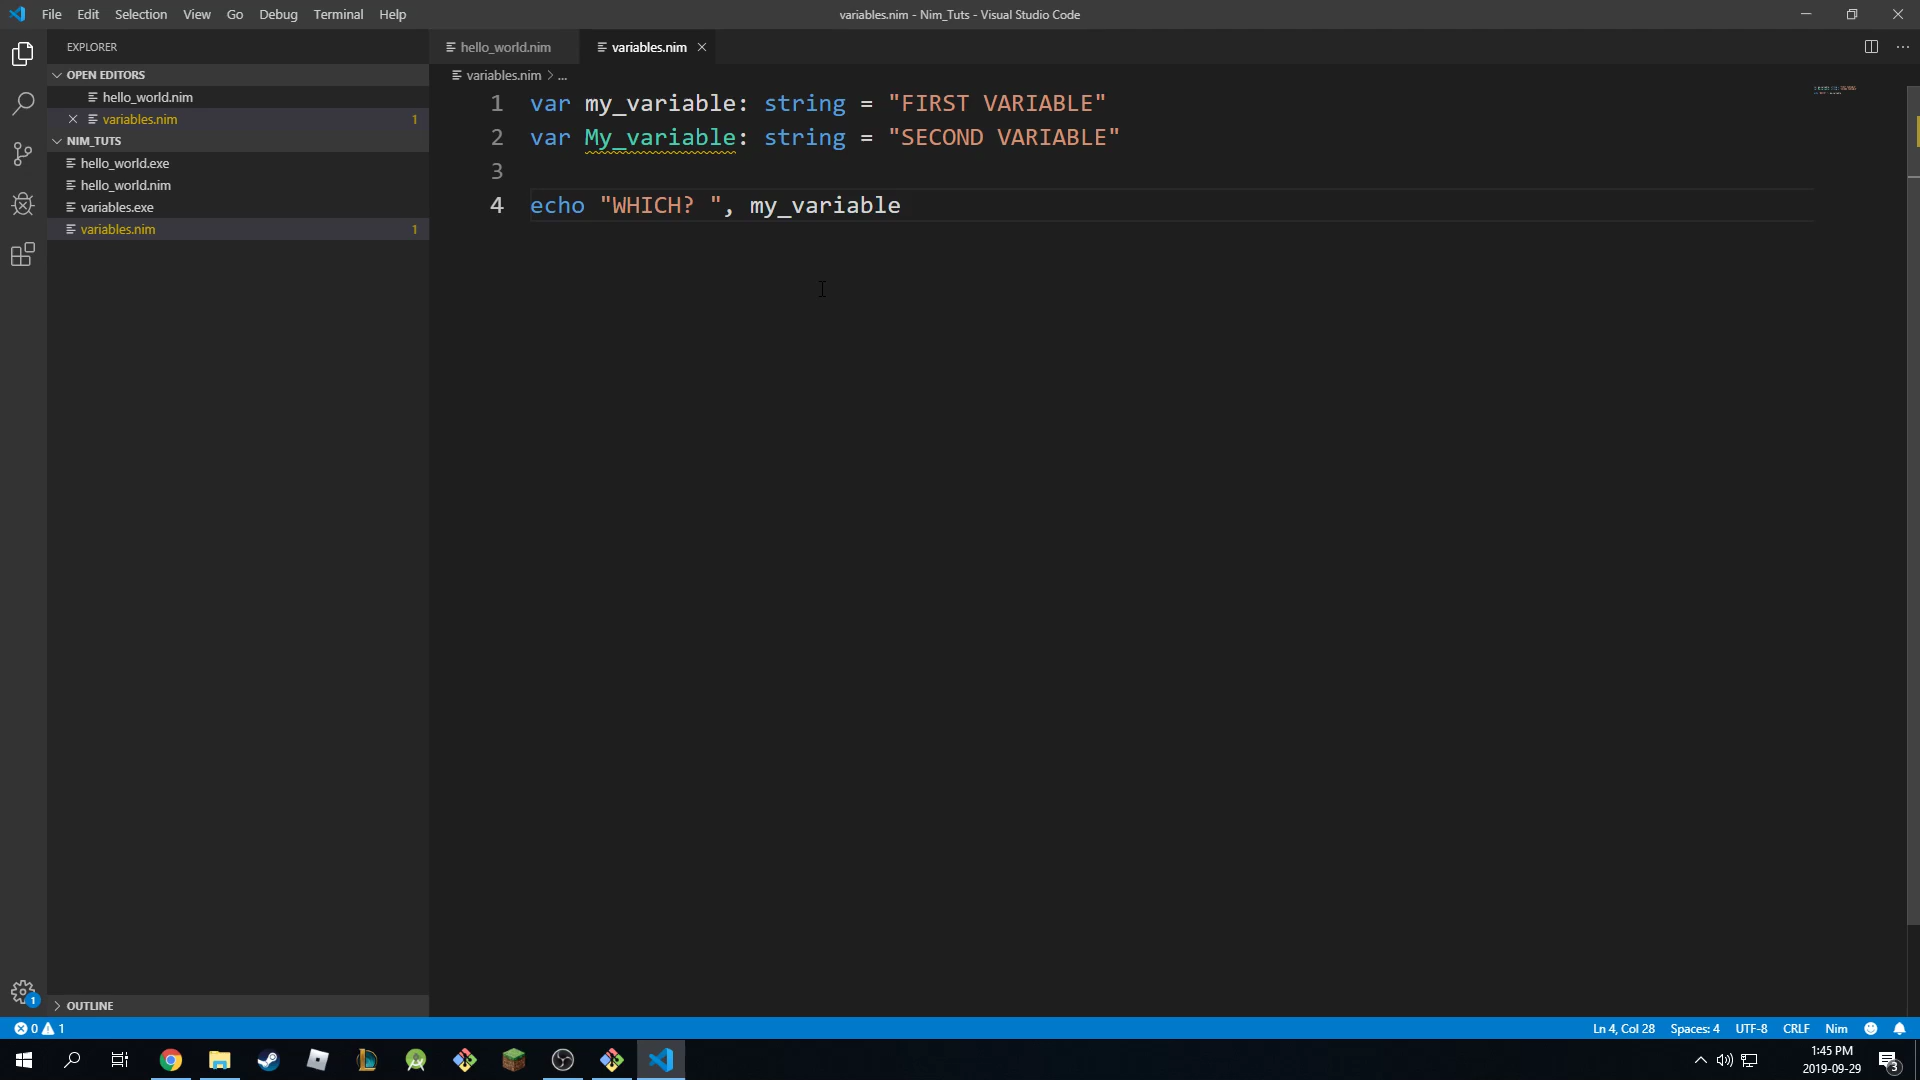 File Edit Selection View Go Debug Terminal Help
variables.nim - Nim_Tuts - Visual Studio Code
EXPLORER
OPEN EDITORS
hello_world.nim
variables.nim 1
NIM_TUTS
hello_world.exe
hello_world.nim
variables.exe
variables.nim 1
OUTLINE
hello_world.nim
variables.nim
variables.nim > ...
1 var my_variable: string = "FIRST VARIABLE"
2 var My_variable: string = "SECOND VARIABLE"
3
4 echo "WHICH? ", my_variable
1
0 1
Ln 4, Col 28 Spaces: 4 UTF-8 CRLF Nim
1:45 PM
2019-09-29
3